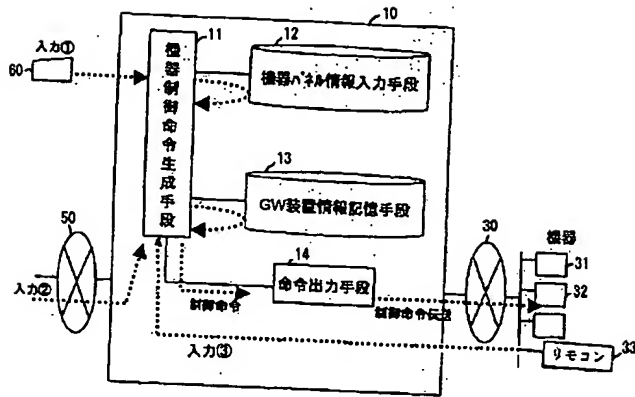 10
入力①
60
11
機器制御命令生成手段
12
機器パネル情報入力手段
13
GW装置情報記憶手段
14
命令出力手段
制御命令
制御命令伝送
50
入力②
入力③
30
機器
31
32
リモコン
33